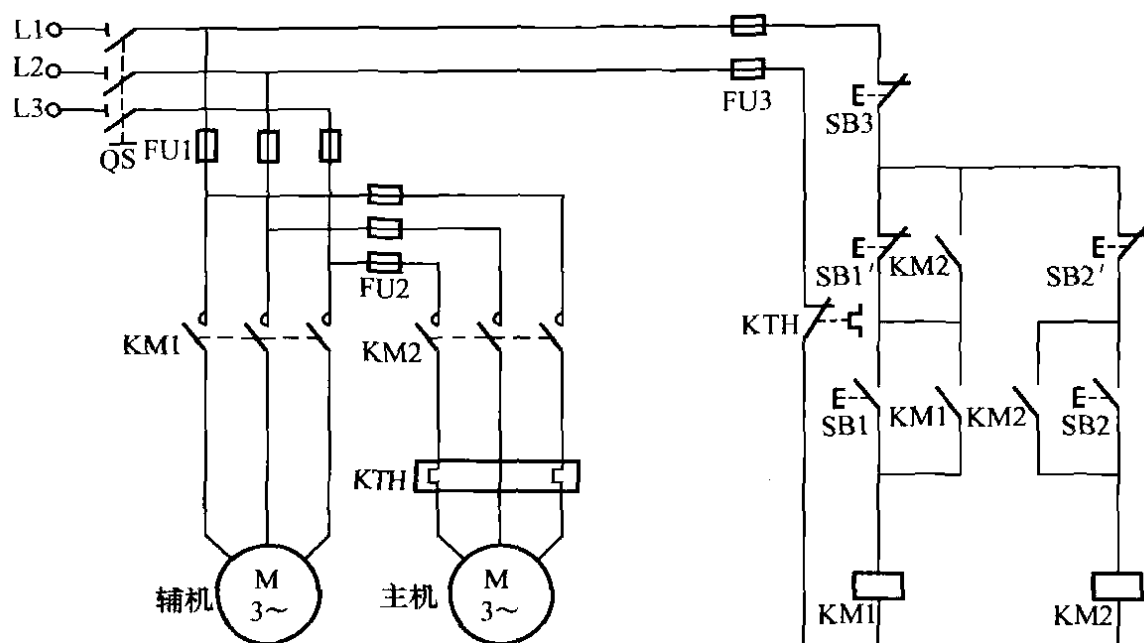 L1
L2
L3
QS
FU1
FU2
FU3
SB3
SB1′
KM2
SB2′
KTH
KM1
KM2
SB1
KM1
KM2
SB2
KTH
辅机
M
3～
主机
M
3～
KM1
KM2